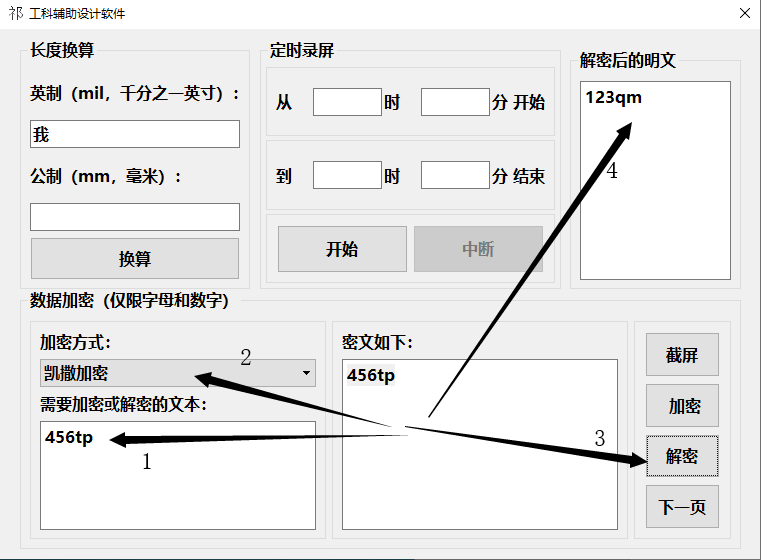 祁 工科辅助设计软件
长度换算
英制（mil，千分之一英寸）：
我
公制（mm，毫米）：
换算
定时录屏
从 时 分 开始
到 时 分 结束
开始 中断
解密后的明文
123qm
4
数据加密（仅限字母和数字）
加密方式：
2
凯撒加密
需要加密或解密的文本：
456tp
1
密文如下：
456tp
3
截屏
加密
解密
下一页